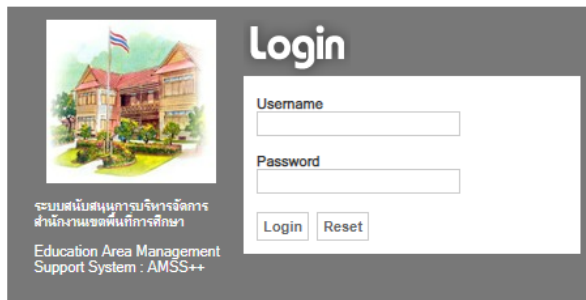 Login
Username
Password
Login Reset
ระบบสนับสนุนการบริหารจัดการ
สำนักงานเขตพื้นที่การศึกษา
Education Area Management
Support System : AMSS++